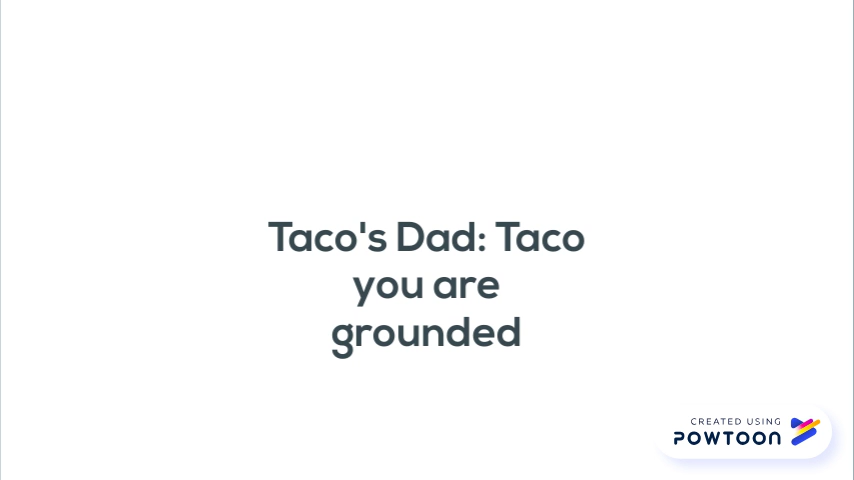 Taco's Dad: Taco
you are
grounded
CREATED USING
POWTOON